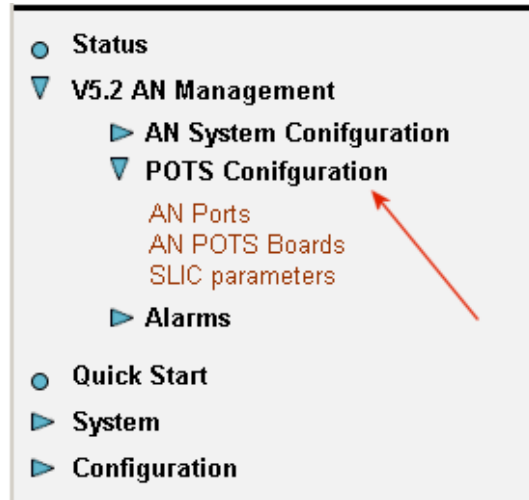 Status
V5.2 AN Management
AN System Conifguration
POTS Conifguration
AN Ports
AN POTS Boards
SLIC parameters
Alarms
Quick Start
System
Configuration